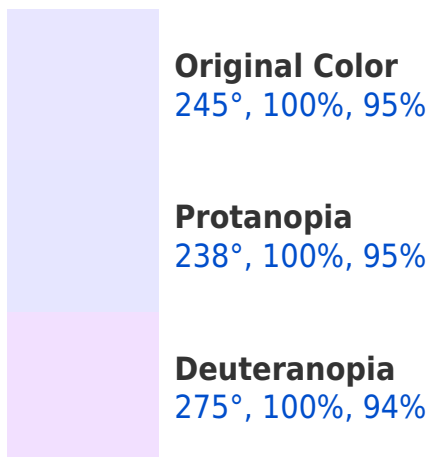 Original Color
245°, 100%, 95%
Protanopia
238°, 100%, 95%
Deuteranopia
275°, 100%, 94%